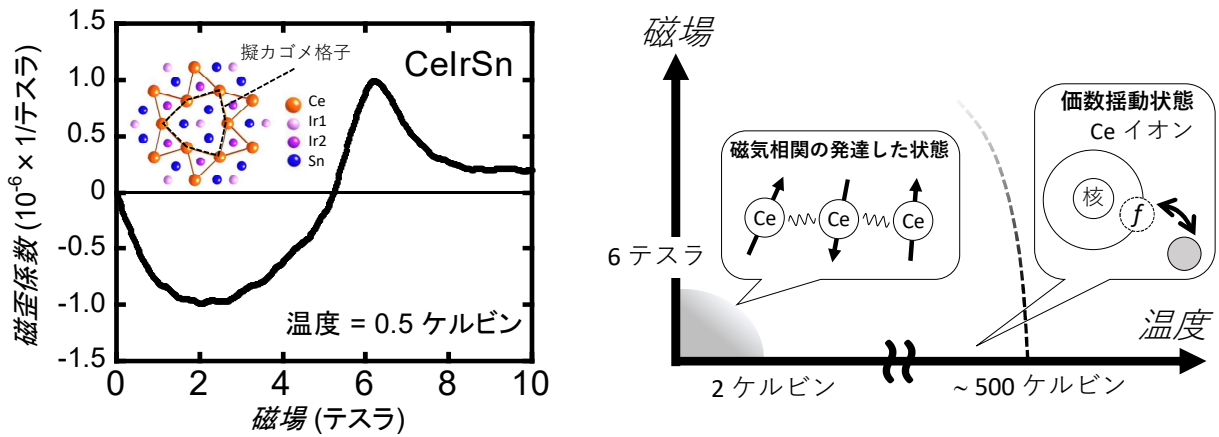 1.5
1.0
0.5
0
-0.5
-1.0
-1.5
磁歪係数 (10⁻⁶ × 1/テスラ)
擬カゴメ格子
CeIrSn
Ce
Ir1
Ir2
Sn
温度 = 0.5 ケルビン
0 2 4 6 8 10
磁場 (テスラ)
磁場
6 テスラ
磁気相関の発達した状態
Ce Ce Ce
価数揺動状態
Ce イオン
核
f
温度
2 ケルビン
~ 500 ケルビン